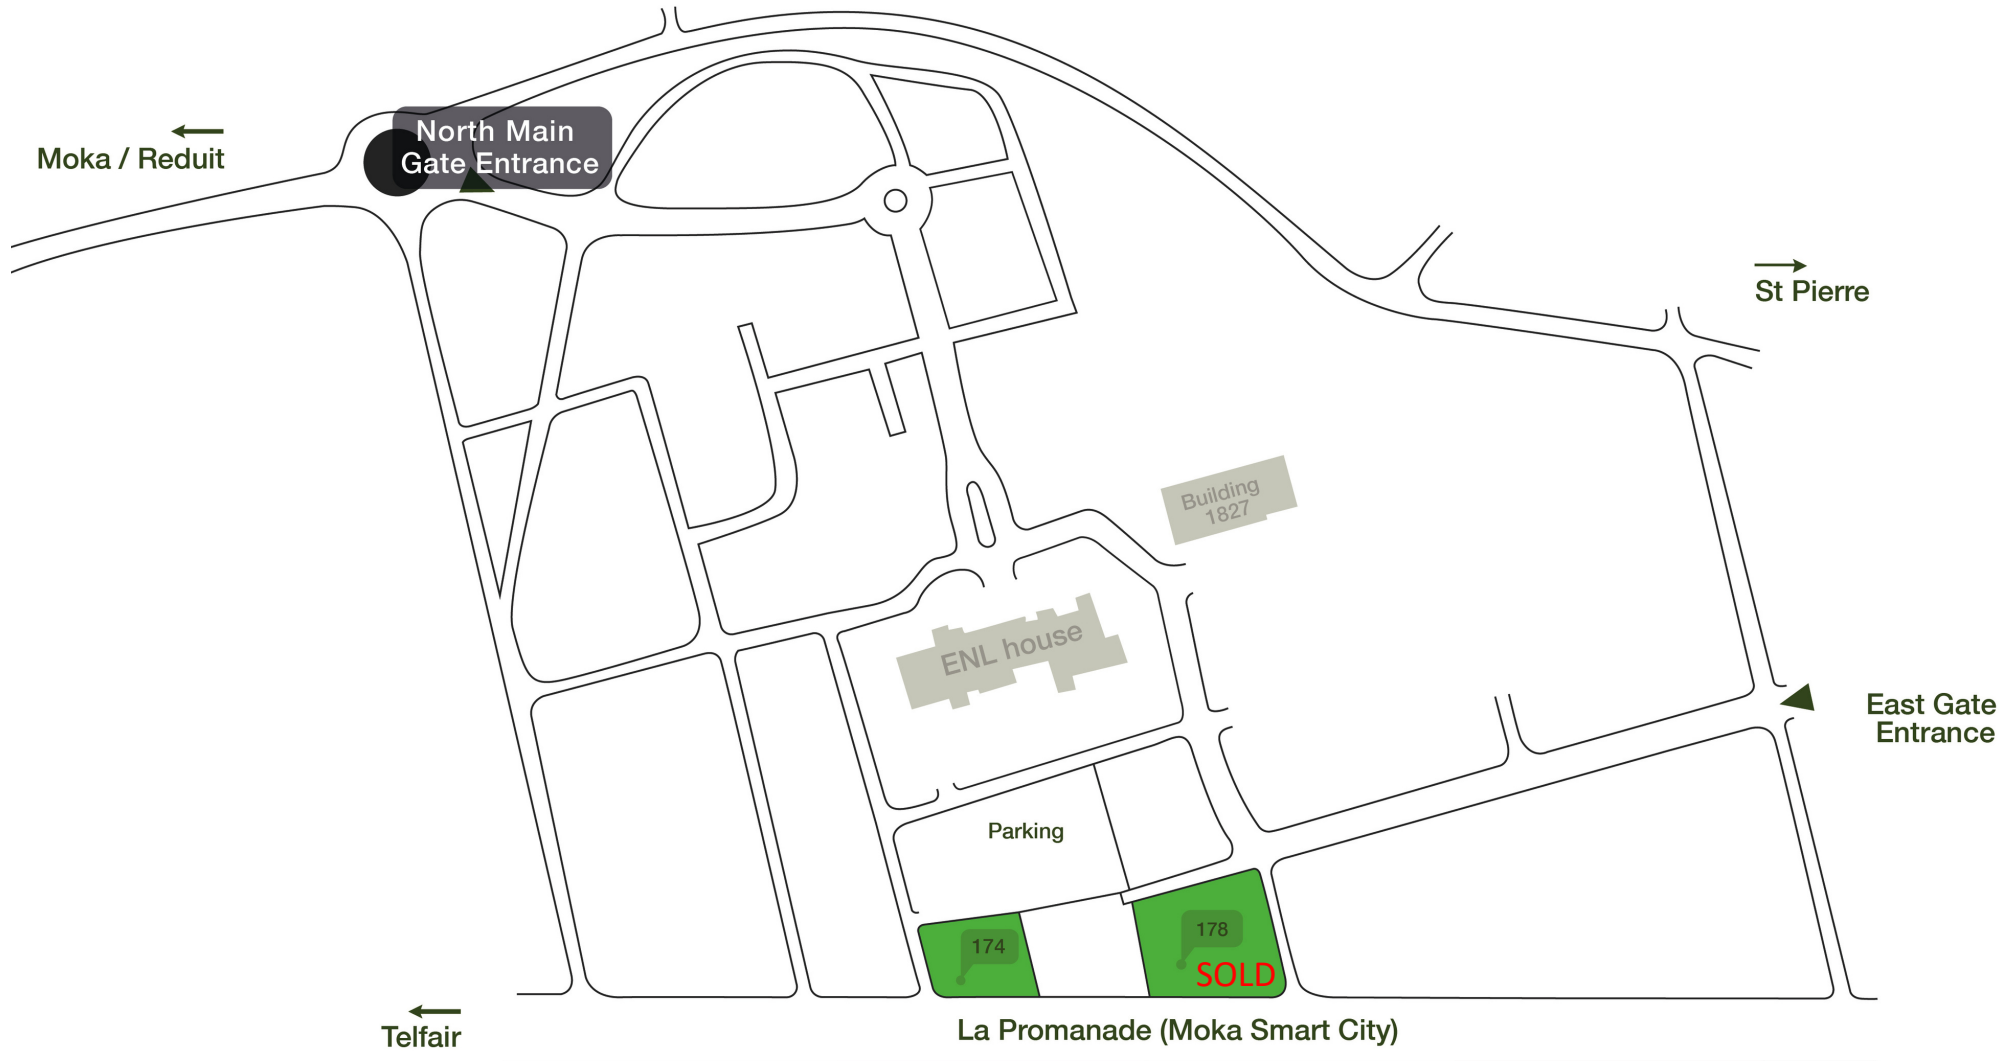 North Main
Gate Entrance
Moka / Reduit
St Pierre
Building
1827
ENL house
East Gate
Entrance
Parking
174
178
SOLD
La Promanade (Moka Smart City)
Telfair